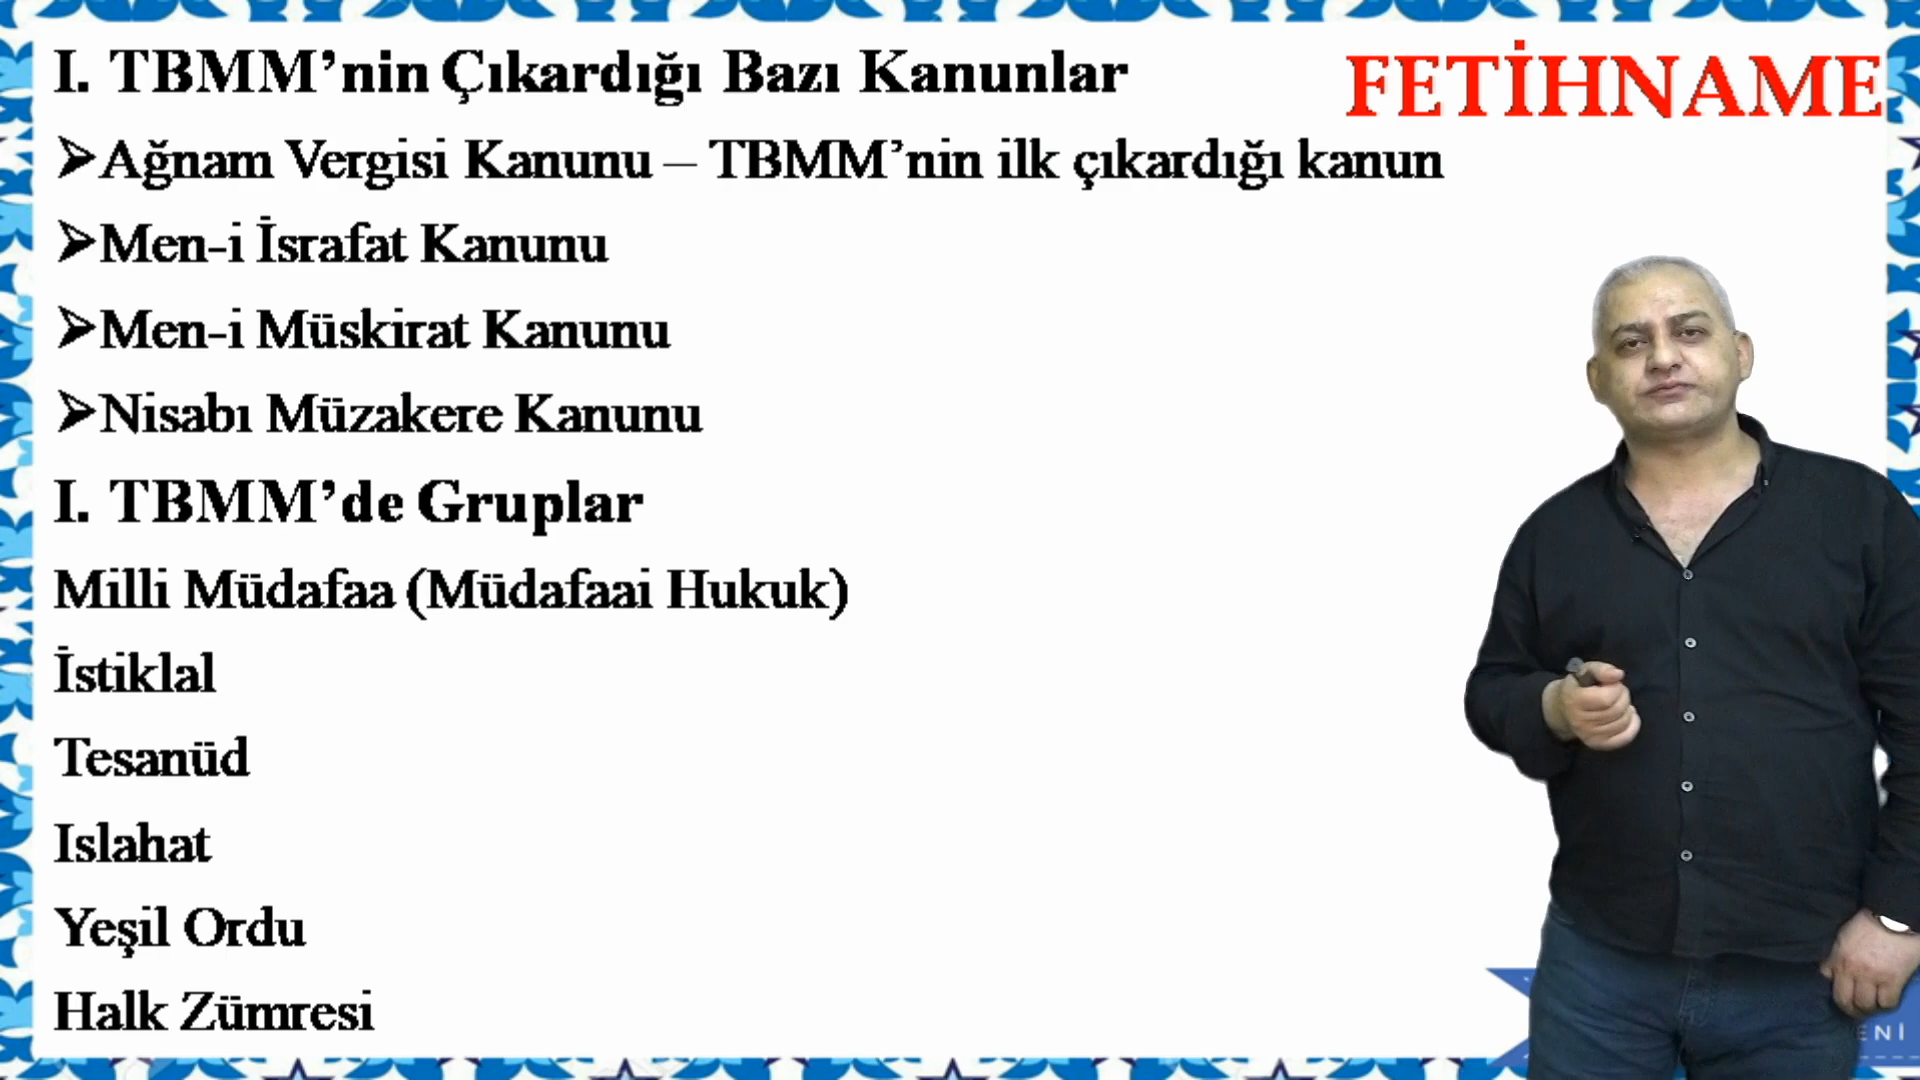 I. TBMM’nin Çıkardığı Bazı Kanunlar
FETİHNAME
➢Ağnam Vergisi Kanunu – TBMM’nin ilk çıkardığı kanun
➢Men-i İsrafat Kanunu
➢Men-i Müskirat Kanunu
➢Nisabı Müzakere Kanunu
I. TBMM’de Gruplar
Milli Müdafaa (Müdafaai Hukuk)
İstiklal
Tesanüd
Islahat
Yeşil Ordu
Halk Zümresi